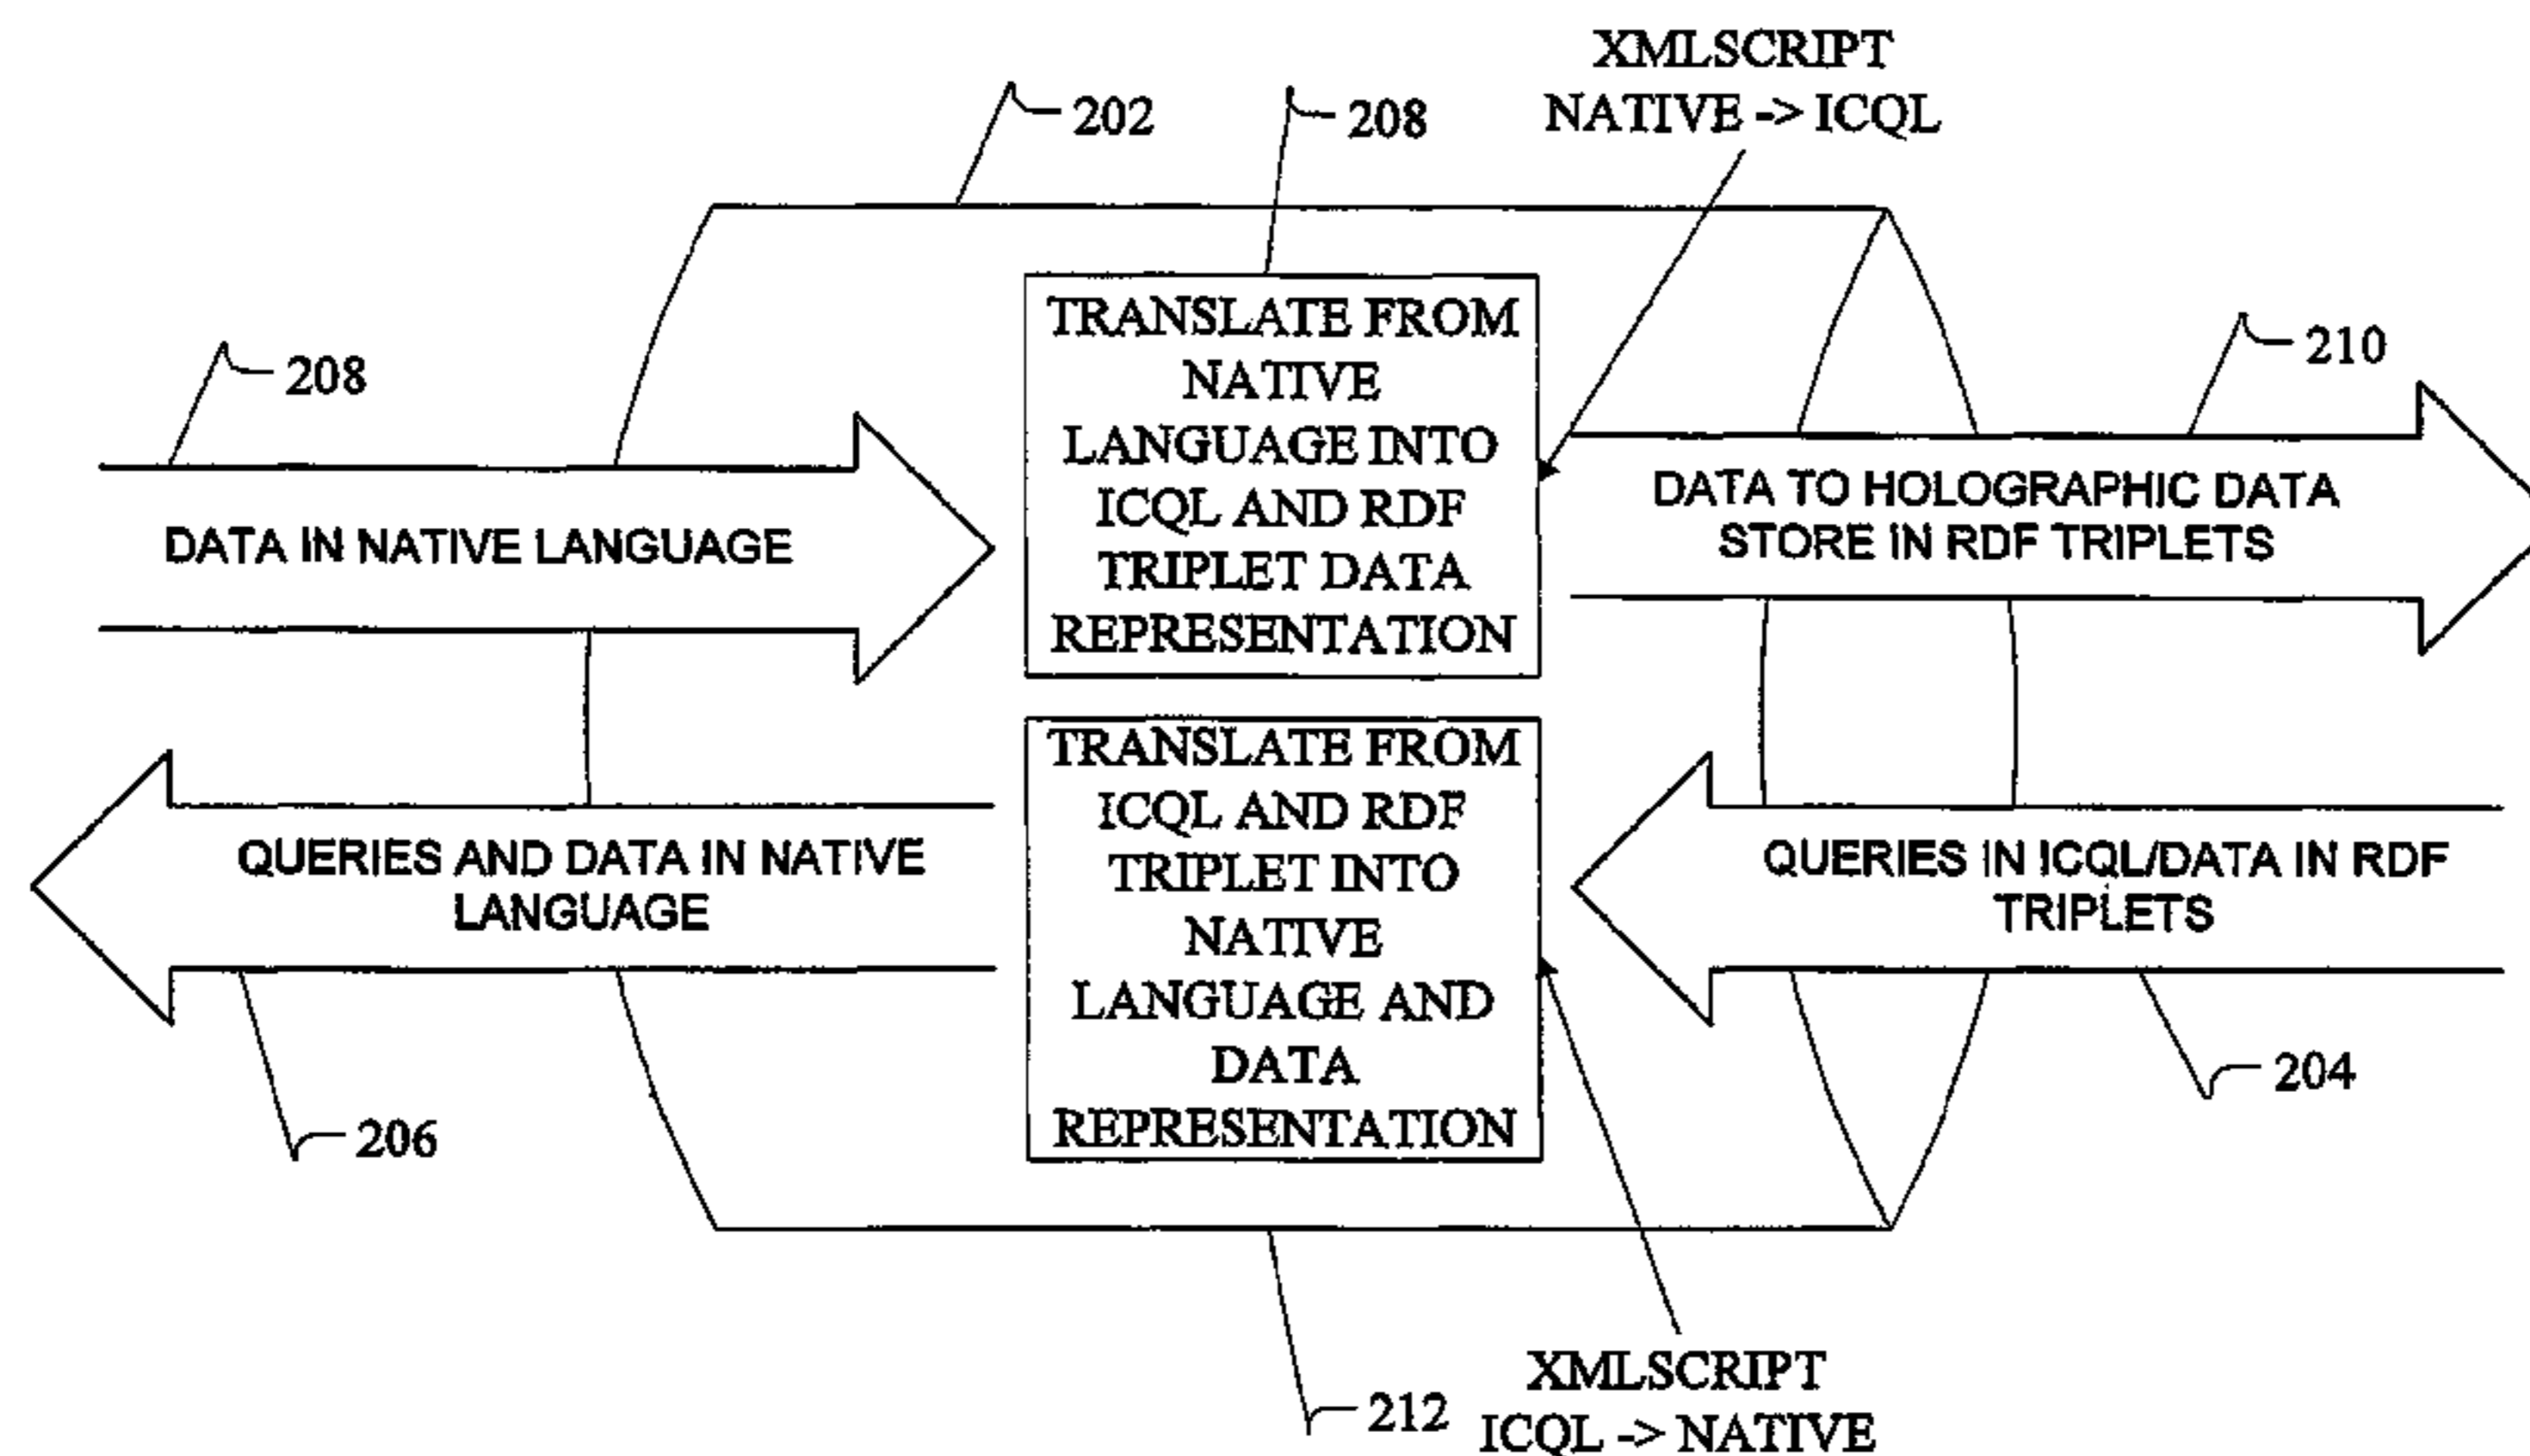 XMLSCRIPT
NATIVE -> ICQL
202
208
208
210
TRANSLATE FROM
NATIVE
LANGUAGE INTO
ICQL AND RDF
TRIPLET DATA
REPRESENTATION
DATA IN NATIVE LANGUAGE
DATA TO HOLOGRAPHIC DATA
STORE IN RDF TRIPLETS
TRANSLATE FROM
ICQL AND RDF
TRIPLET INTO
NATIVE
LANGUAGE AND
DATA
REPRESENTATION
QUERIES AND DATA IN NATIVE
LANGUAGE
QUERIES IN ICQL/DATA IN RDF
TRIPLETS
204
206
212
XMLSCRIPT
ICQL -> NATIVE